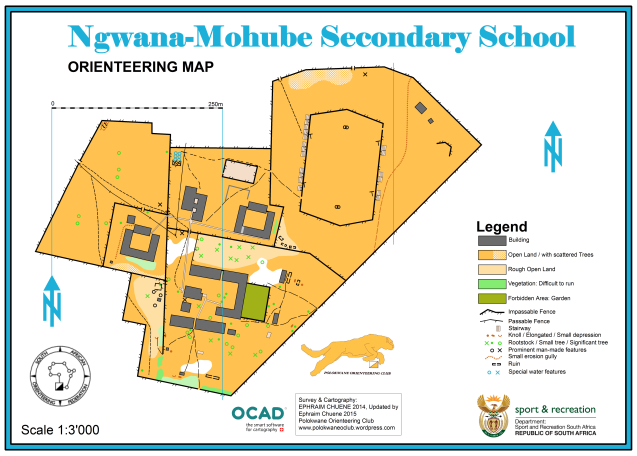 Ngwana-Mohube Secondary School
ORIENTEERING MAP
0
250m
N
N
Legend
Building
Open Land / with scattered Trees
Rough Open Land
Vegetation: Difficult to run
Forbidden Area: Garden
Impassable Fence
Passable Fence
Stairway
Knoll / Elongated / Small depression
Rootstock / Small tree / Significant tree
Prominent man-made features
Small erosion gully
Ruin
Special water features
POLOKWANE ORIENTEERING CLUB
SOUTH AFRICAN
ORIENTEERING RECREATION
Scale 1:3'000
OCAD
the smart software
for cartography
Survey & Cartography:
EPHRAIM CHUENE 2014, Updated by
Ephraim Chuene 2015
Polokwane Orienteering Club
www.polokwaneoclub.wordpress.com
sport & recreation
Department:
Sport and Recreation South Africa
REPUBLIC OF SOUTH AFRICA